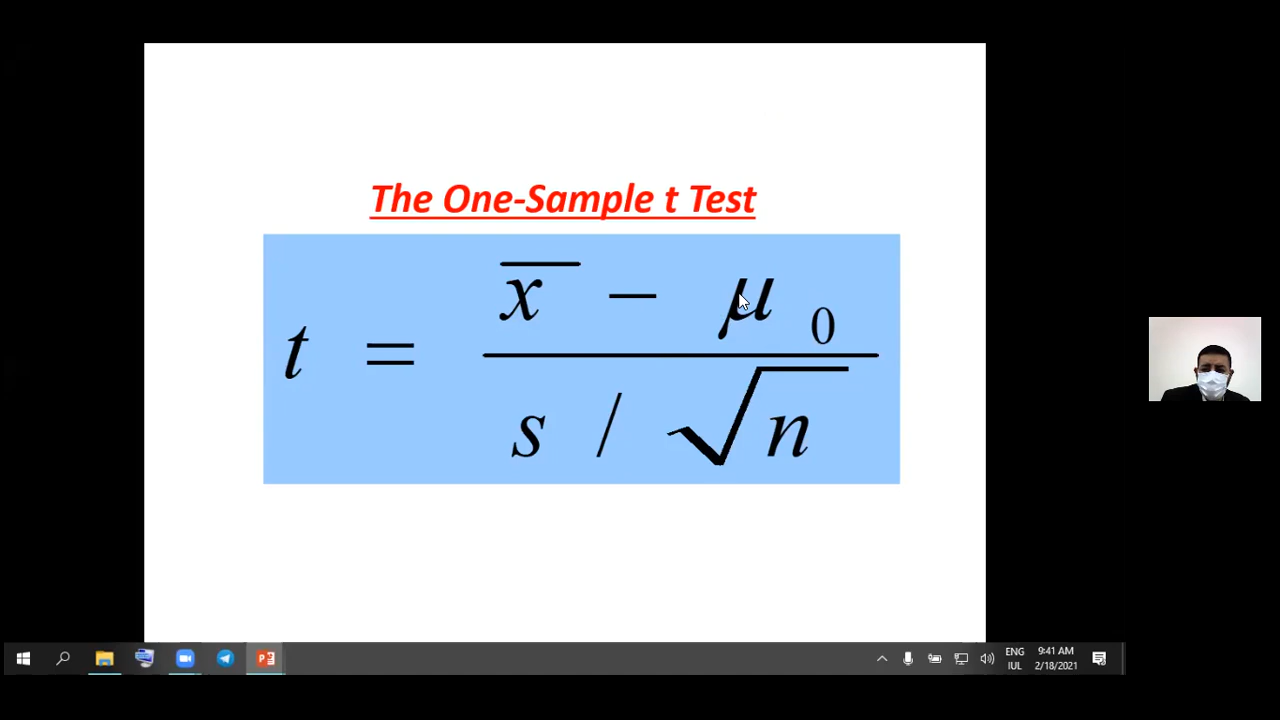 The One-Sample t Test
t = x̄ − μ0
s / √n
ENG
9:41 AM
IUL
2/18/2021